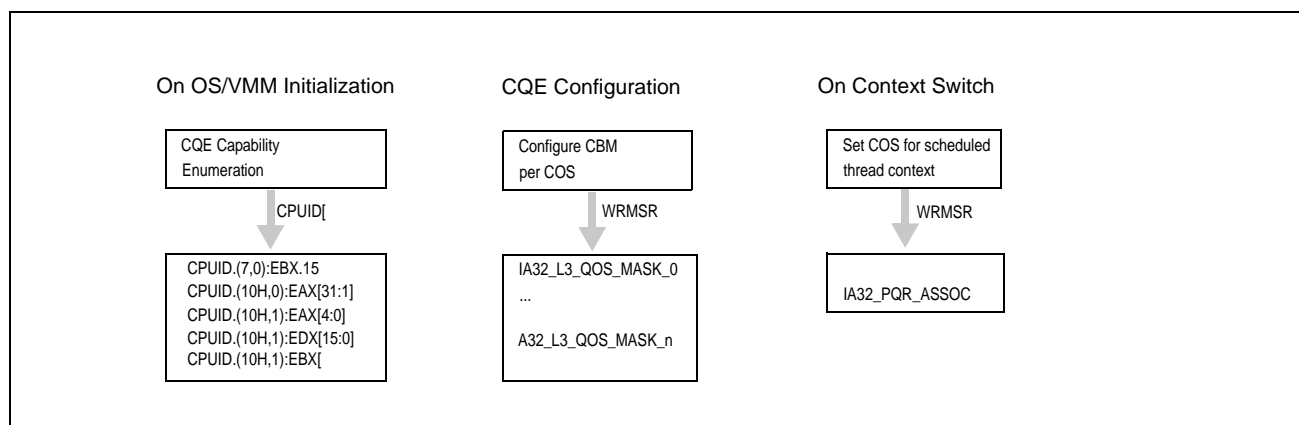 On OS/VMM Initialization
CQE Capability
Enumeration
CPUID[
CPUID.(7,0):EBX.15
CPUID.(10H,0):EAX[31:1]
CPUID.(10H,1):EAX[4:0]
CPUID.(10H,1):EDX[15:0]
CPUID.(10H,1):EBX[
CQE Configuration
Configure CBM
per COS
WRMSR
IA32_L3_QOS_MASK_0
...
A32_L3_QOS_MASK_n
On Context Switch
Set COS for scheduled
thread context
WRMSR
IA32_PQR_ASSOC